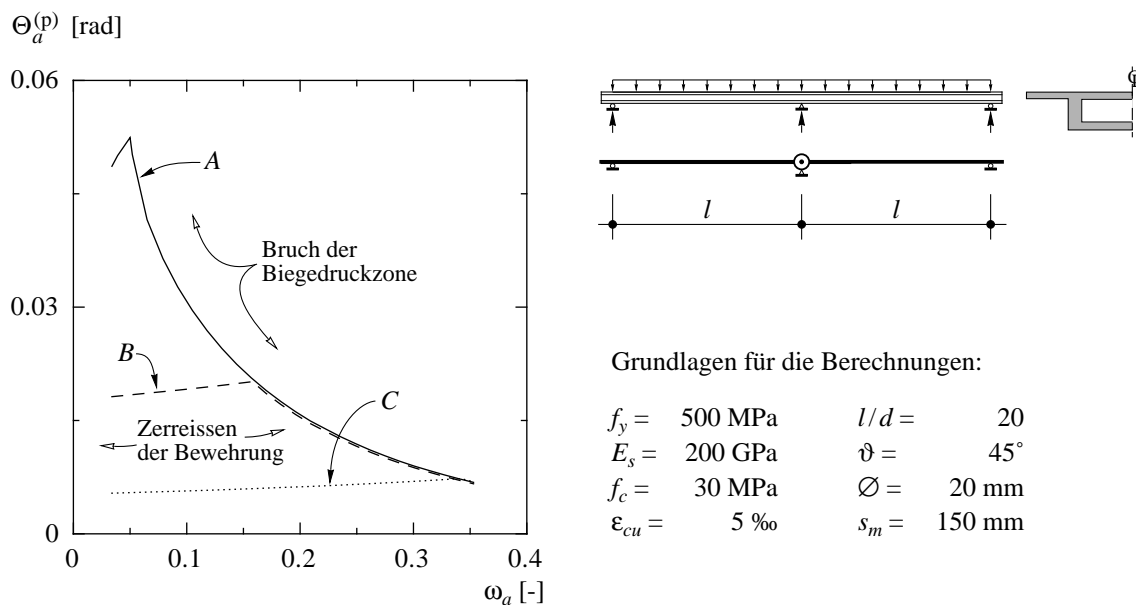 Θₐ⁽ᵖ⁾ [rad]
0.06
0.03
0
0
0.1
0.2
0.3
0.4
ωₐ [-]
A
Bruch der
Biegedruckzone
B
C
Zerreissen
der Bewehrung
l
l
℄
Grundlagen für die Berechnungen:
f_y = 500 MPa l/d = 20
E_s = 200 GPa ϑ = 45°
f_c = 30 MPa ∅ = 20 mm
ε_cu = 5 ‰ s_m = 150 mm